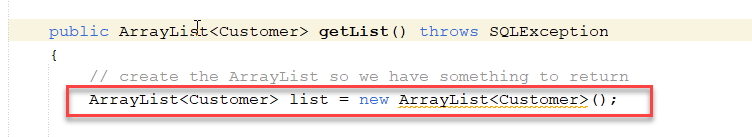 public ArrayList<Customer> getList() throws SQLException
{
// create the ArrayList so we have something to return
ArrayList<Customer> list = new ArrayList<Customer>();